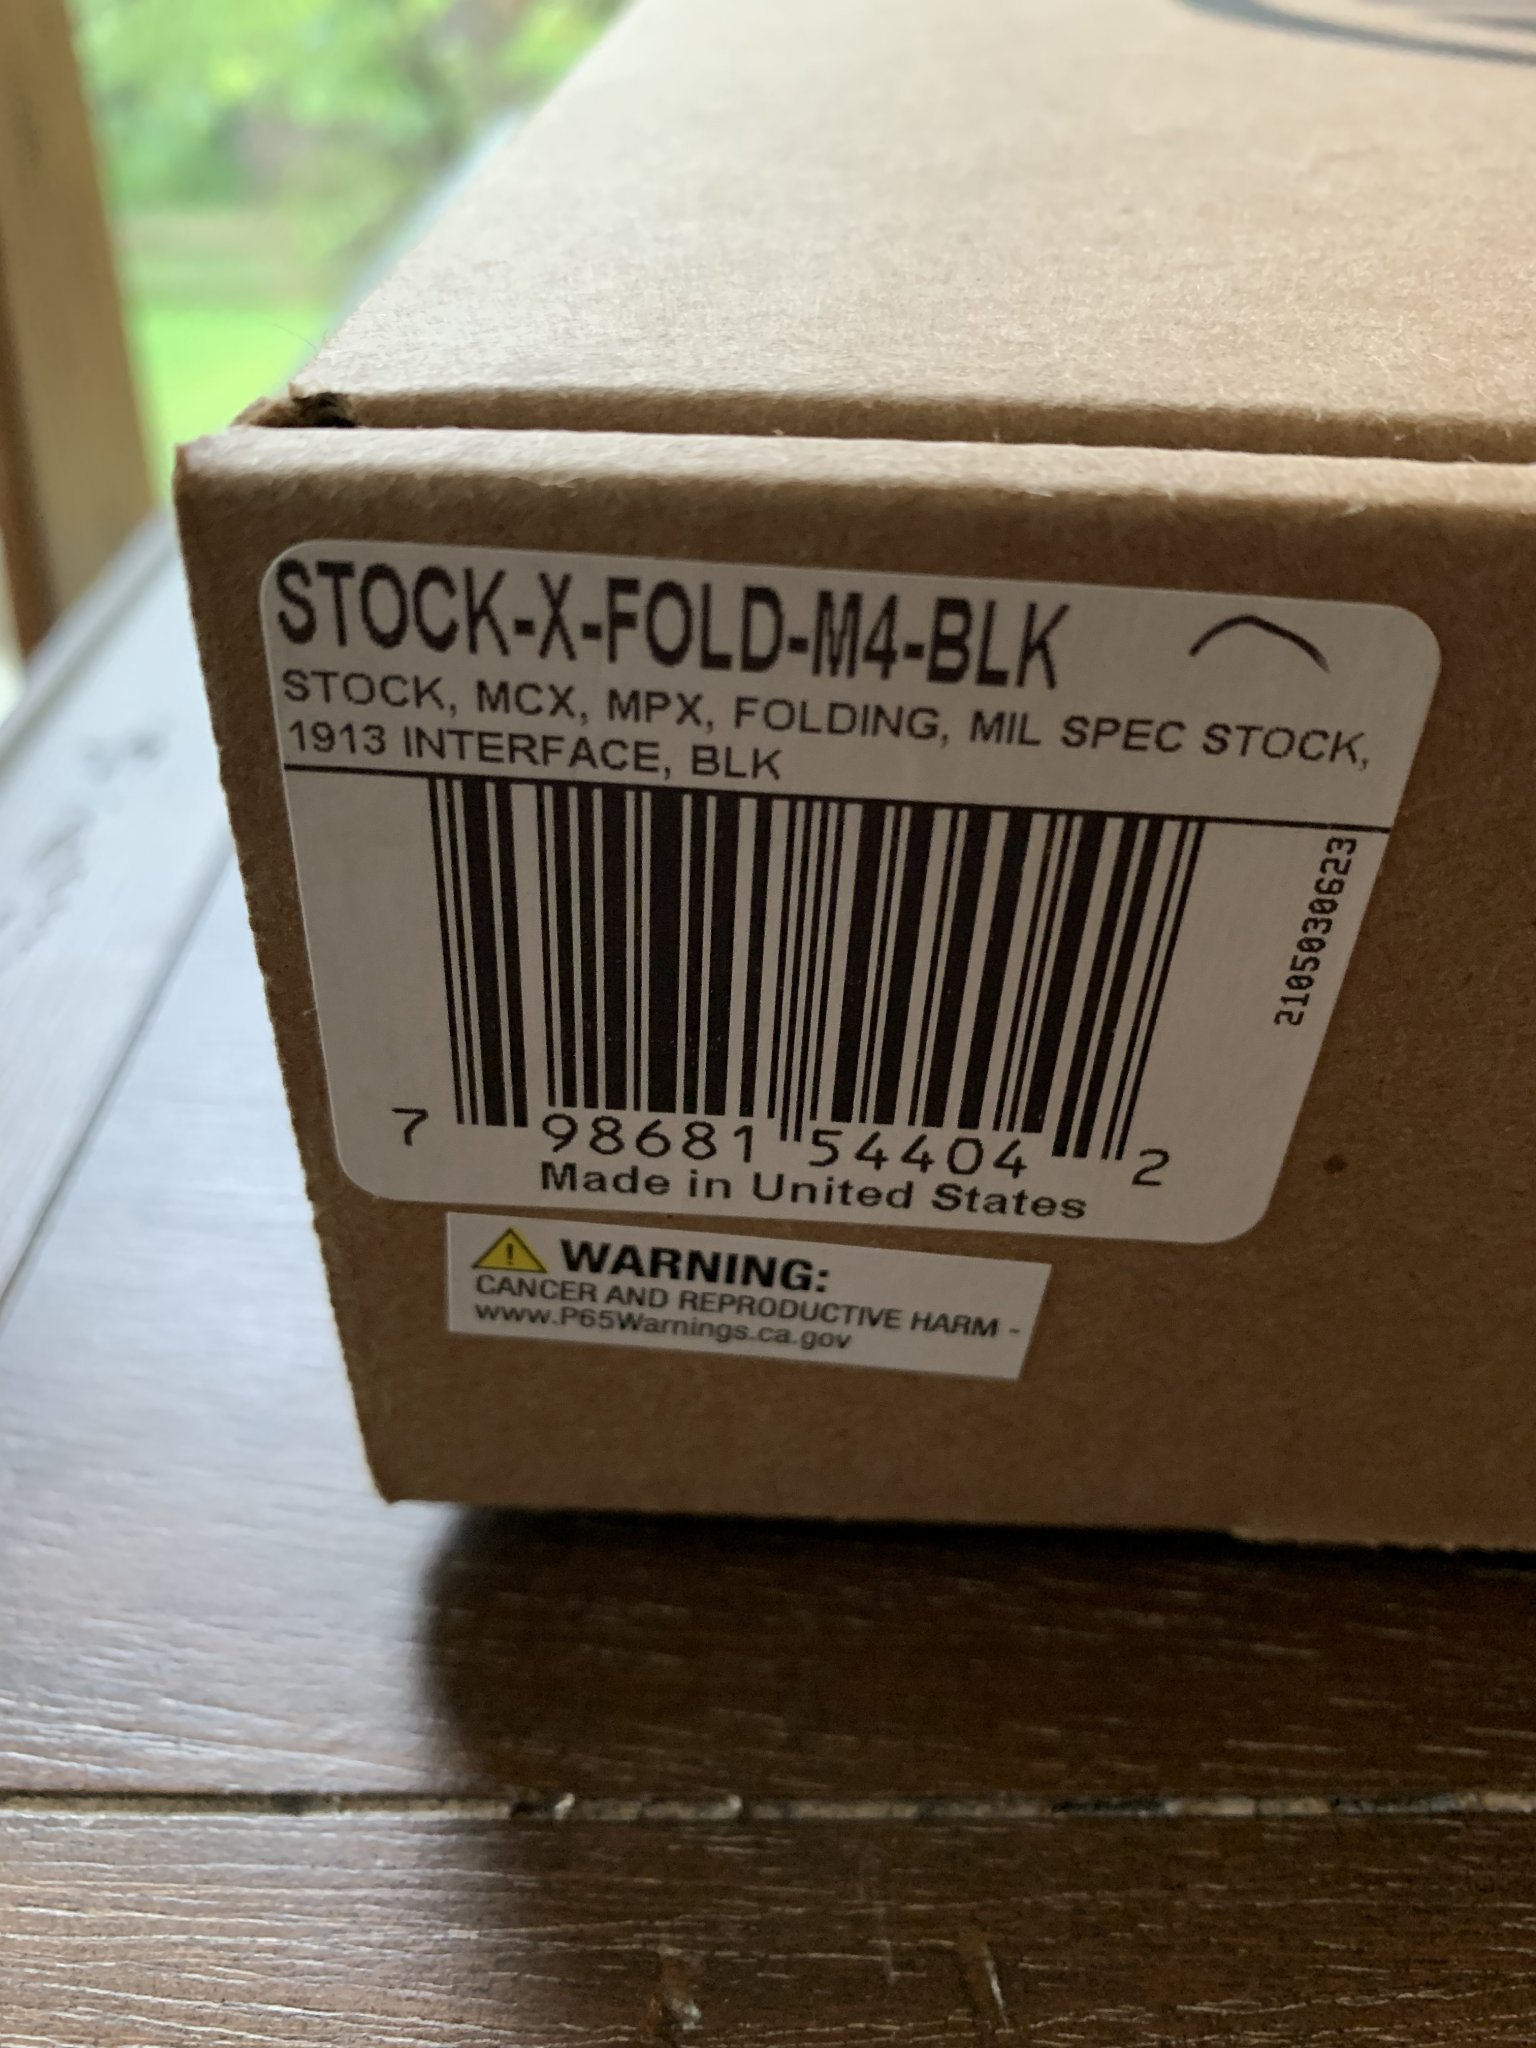 STOCK-X-FOLD-M4-BLK
STOCK, MCX, MPX, FOLDING, MIL SPEC STOCK,
1913 INTERFACE, BLK
2105030623
7 98681 54404 2
Made in United States
WARNING:
CANCER AND REPRODUCTIVE HARM -
www.P65Warnings.ca.gov